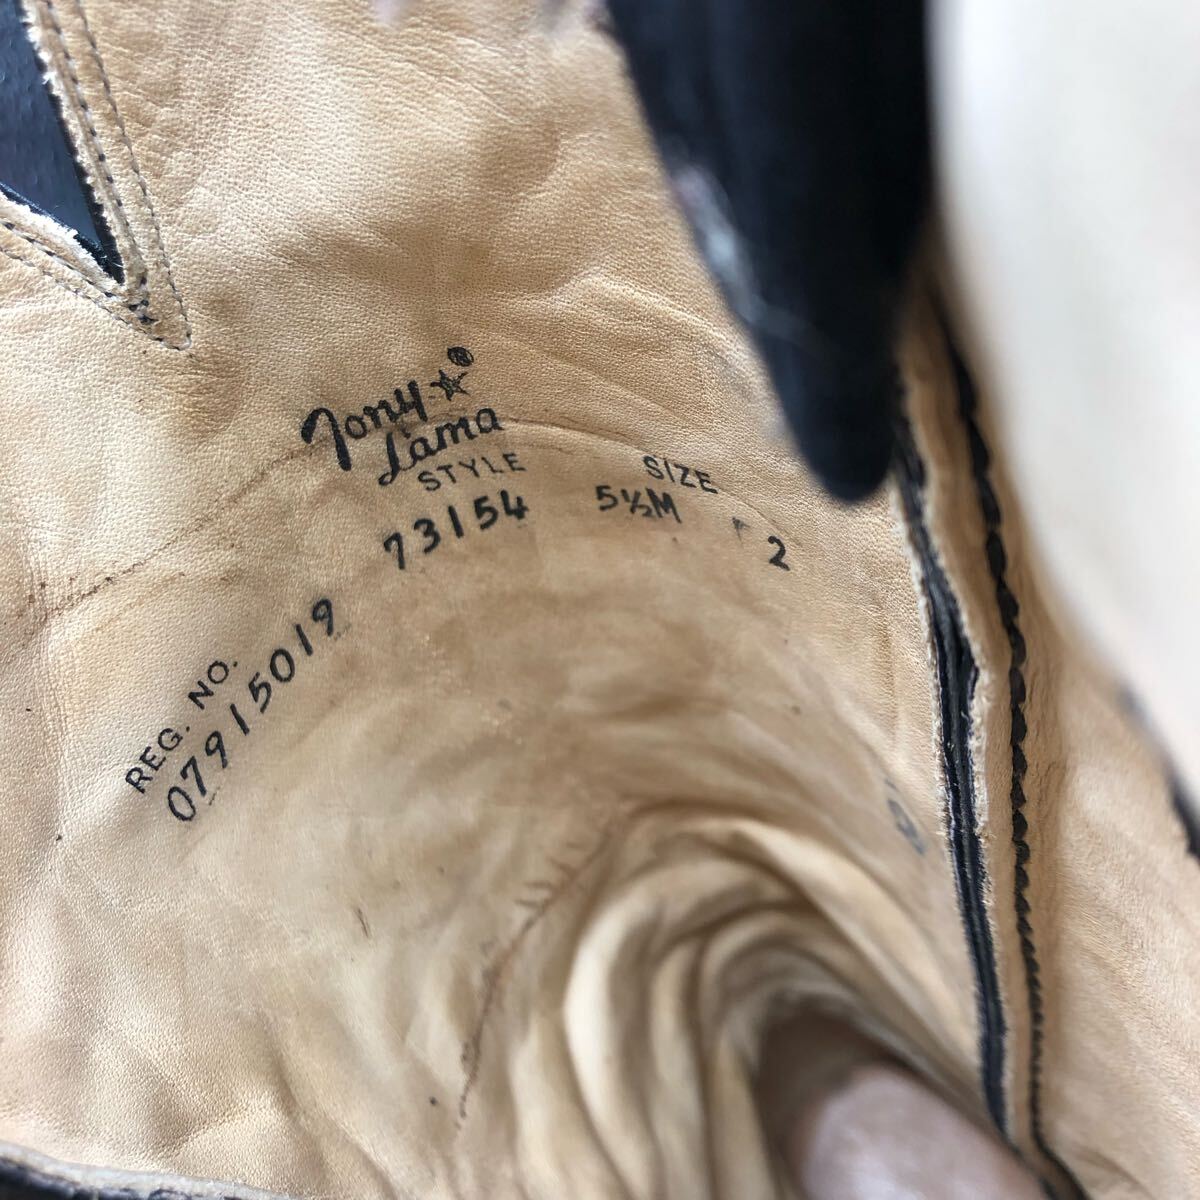 Tony ☆®
Lama
STYLE SIZE
73154 5½M 2
REG. NO.
07915019